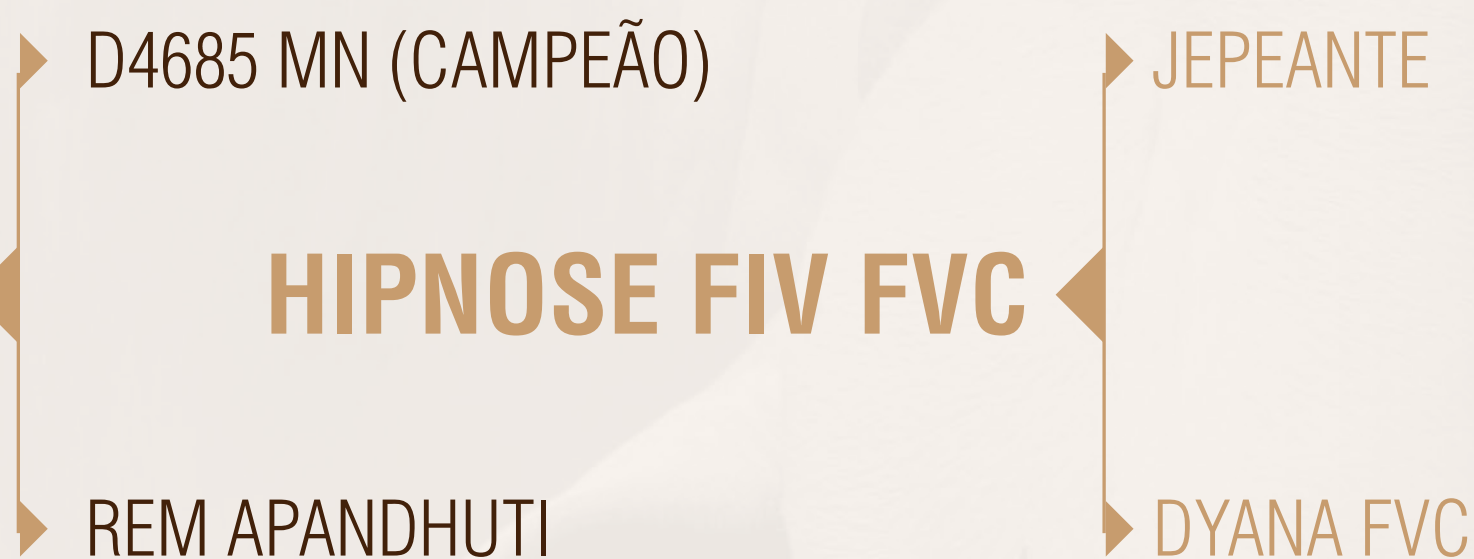 D4685 MN (CAMPEÃO)
JEPEANTE
HIPNOSE FIV FVC
REM APANDHUTI
DYANA FVC